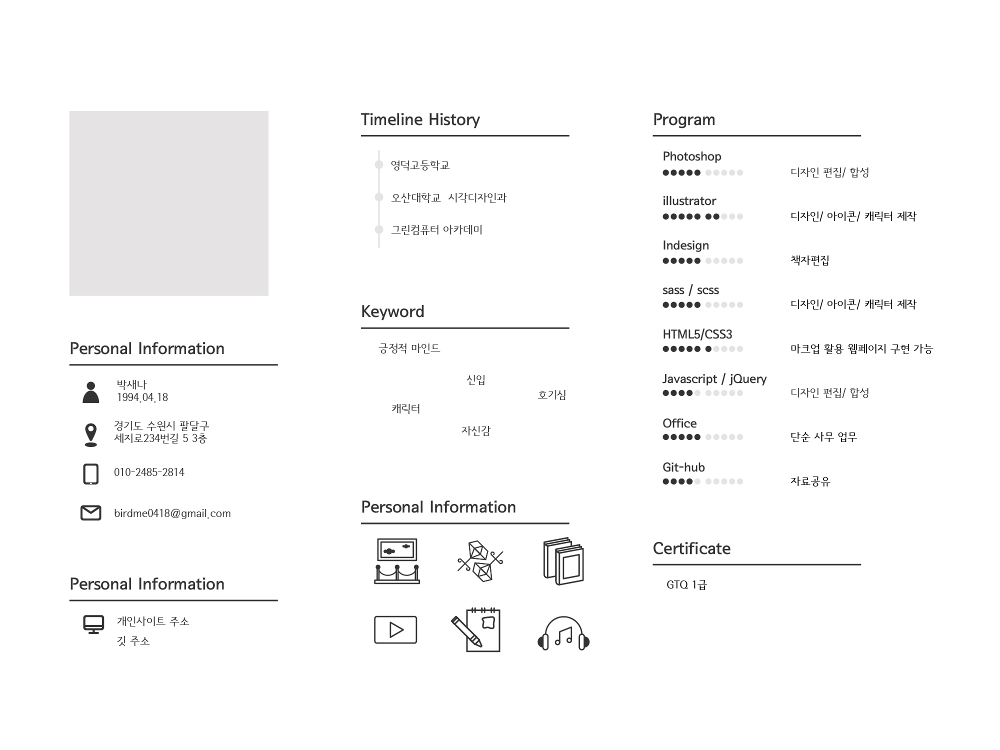 Personal Information
박새나
1994.04.18
경기도 수원시 팔달구
세지로234번길 5 3층
010-2485-2814
birdme0418@gmail.com
Personal Information
개인사이트 주소
깃 주소
Timeline History
영덕고등학교
오산대학교 시각디자인과
그린컴퓨터 아카데미
Keyword
긍정적 마인드
신입
호기심
캐릭터
자신감
Personal Information
Program
Photoshop
디자인 편집/ 합성
illustrator
디자인/ 아이콘/ 캐릭터 제작
Indesign
책자편집
sass / scss
디자인/ 아이콘/ 캐릭터 제작
HTML5/CSS3
마크업 활용 웹페이지 구현 가능
Javascript / jQuery
디자인 편집/ 합성
Office
단순 사무 업무
Git-hub
자료공유
Certificate
GTQ 1급